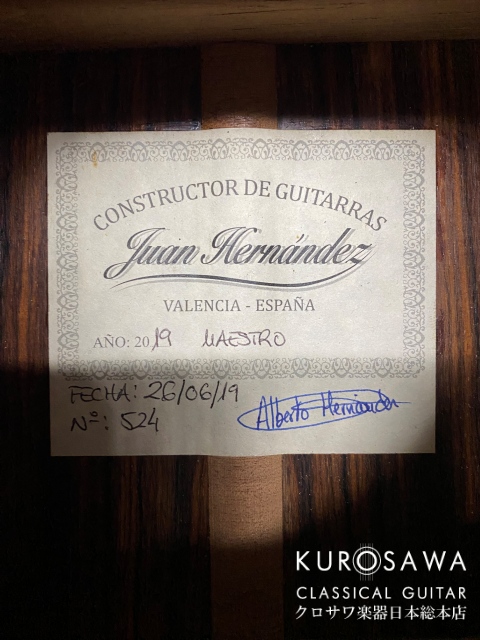 CONSTRUCTOR DE GUITARRAS
Juan Hernández
VALENCIA - ESPAÑA
AÑO: 2019 MAESTRO
FECHA: 26/06/19
Nº: 524
Alberto Hernández
KUROSAWA
CLASSICAL GUITAR
クロサワ楽器日本総本店